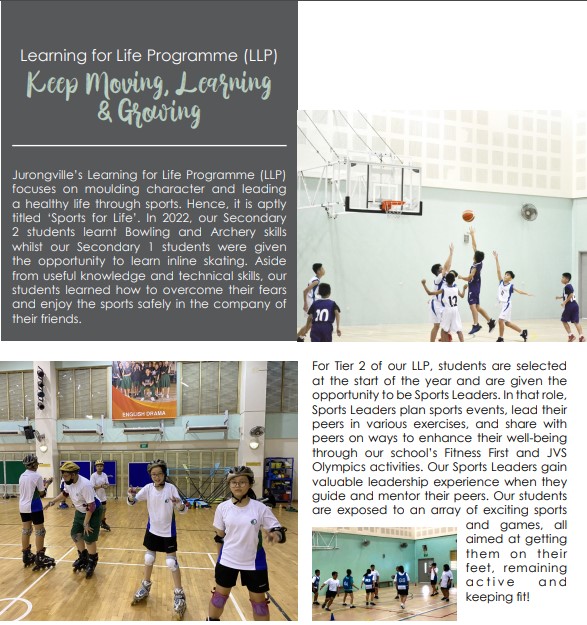 Learning for Life Programme (LLP)
Keep Moving, Learning
& Growing
Jurongville's Learning for Life Programme (LLP)
focuses on moulding character and leading
a healthy life through sports. Hence, it is aptly
titled 'Sports for Life'. In 2022, our Secondary
2 students learnt Bowling and Archery skills
whilst our Secondary 1 students were given
the opportunity to learn inline skating. Aside
from useful knowledge and technical skills, our
students learned how to overcome their fears
and enjoy the sports safely in the company of
their friends.
10
12
ENGLISH DRAMA
For Tier 2 of our LLP, students are selected
at the start of the year and are given the
opportunity to be Sports Leaders. In that role,
Sports Leaders plan sports events, lead their
peers in various exercises, and share with
peers on ways to enhance their well-being
through our school's Fitness First and JVS
Olympics activities. Our Sports Leaders gain
valuable leadership experience when they
guide and mentor their peers. Our students
are exposed to an array of exciting sports
and games, all
aimed at getting
them on their
feet, remaining
active and
keeping fit!